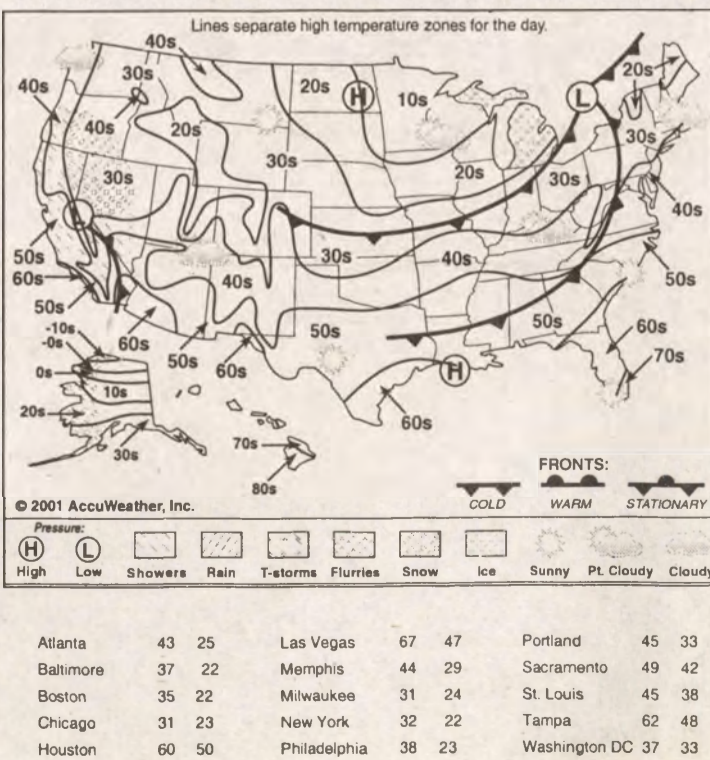 Lines separate high temperature zones for the day.
40s
30s
40s
20s
10s
20s
40s
40s
20s
30s
30s
30s
20s
30s
30s
40s
50s
60s
50s
40s
30s
40s
50s
-10s
-0s
0s
10s
20s
30s
60s
50s
60s
50s
50s
60s
70s
60s
70s
80s
H
L
L
H
© 2001 AccuWeather, Inc.
FRONTS:
COLD WARM STATIONARY
Pressure:
H L
High Low Showers Rain T-storms Flurries Snow Ice Sunny Pt. Cloudy Cloudy
Atlanta 43 25 Las Vegas 67 47 Portland 45 33
Baltimore 37 22 Memphis 44 29 Sacramento 49 42
Boston 35 22 Milwaukee 31 24 St. Louis 45 38
Chicago 31 23 New York 32 22 Tampa 62 48
Houston 60 50 Philadelphia 38 23 Washington DC 37 33